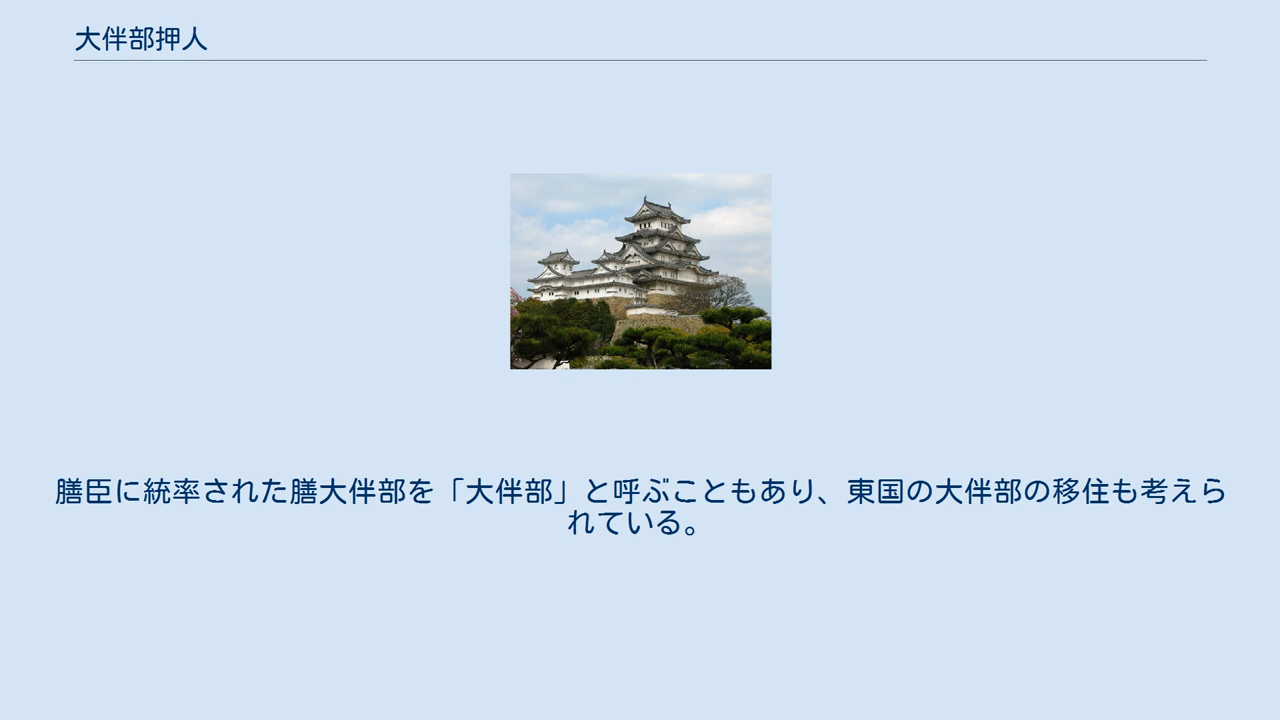 大伴部押人
膳臣に統率された膳大伴部を「大伴部」と呼ぶこともあり、東国の大伴部の移住も考えら
れている。